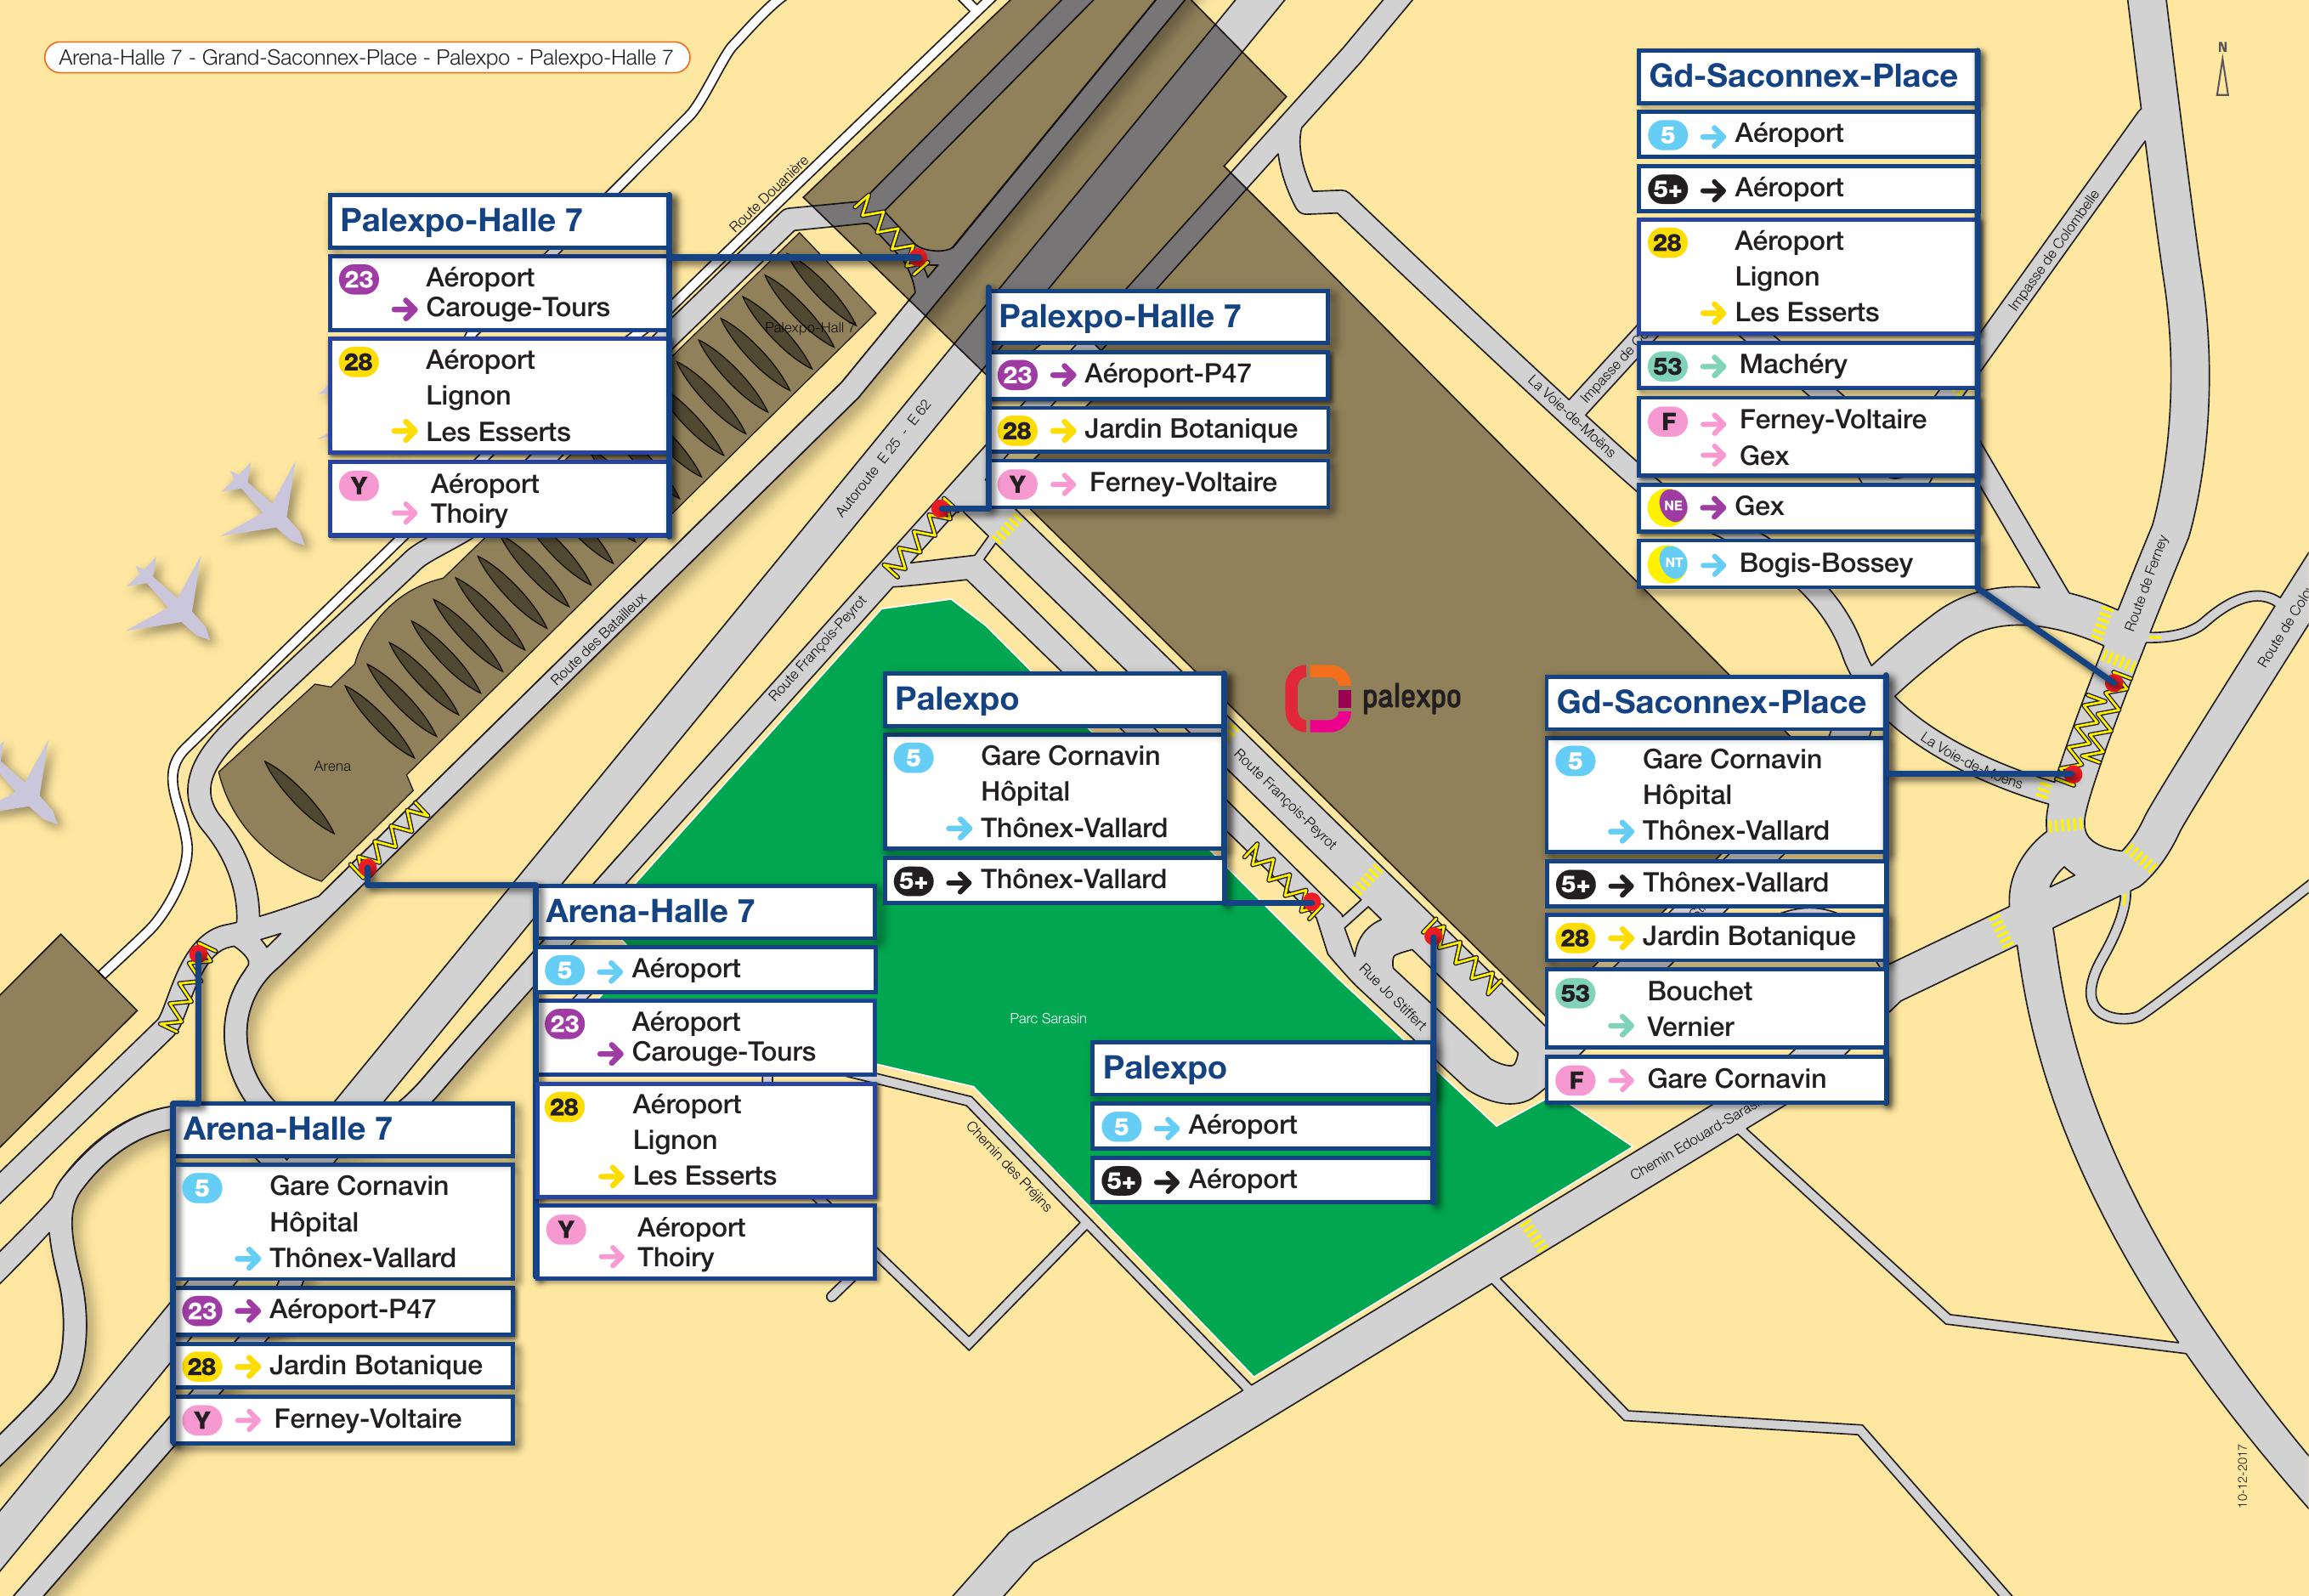 Arena-Halle 7 - Grand-Saconnex-Place - Palexpo - Palexpo-Halle 7
N
Gd-Saconnex-Place
5 Aéroport
5+ Aéroport
28 Aéroport
Lignon
Les Esserts
53 Machéry
F Ferney-Voltaire
Gex
NE Gex
NT Bogis-Bossey
Palexpo-Halle 7
23 Aéroport
Carouge-Tours
28 Aéroport
Lignon
Les Esserts
Y Aéroport
Thoiry
Palexpo-Halle 7
23 Aéroport-P47
28 Jardin Botanique
Y Ferney-Voltaire
Route Douanière
Palexpo-Hall 7
Autoroute E 25 - E 62
La Voie-de-Moëns
Impasse de
Impasse de Colombelle
Route de Ferney
Route de
Route des Batailleux
Route François-Peyrot
Arena
palexpo
Palexpo
5 Gare Cornavin
Hôpital
Thônex-Vallard
5+ Thônex-Vallard
Route François-Peyrot
Gd-Saconnex-Place
5 Gare Cornavin
Hôpital
Thônex-Vallard
5+ Thônex-Vallard
28 Jardin Botanique
53 Bouchet
Vernier
F Gare Cornavin
La Voie-de-Moëns
Arena-Halle 7
5 Aéroport
23 Aéroport
Carouge-Tours
28 Aéroport
Lignon
Les Esserts
Y Aéroport
Thoiry
Parc Sarasin
Rue Jo Stiffert
Palexpo
5 Aéroport
5+ Aéroport
Arena-Halle 7
5 Gare Cornavin
Hôpital
Thônex-Vallard
23 Aéroport-P47
28 Jardin Botanique
Y Ferney-Voltaire
Chemin des Préjins
Chemin Edouard-Saras
10-12-2017